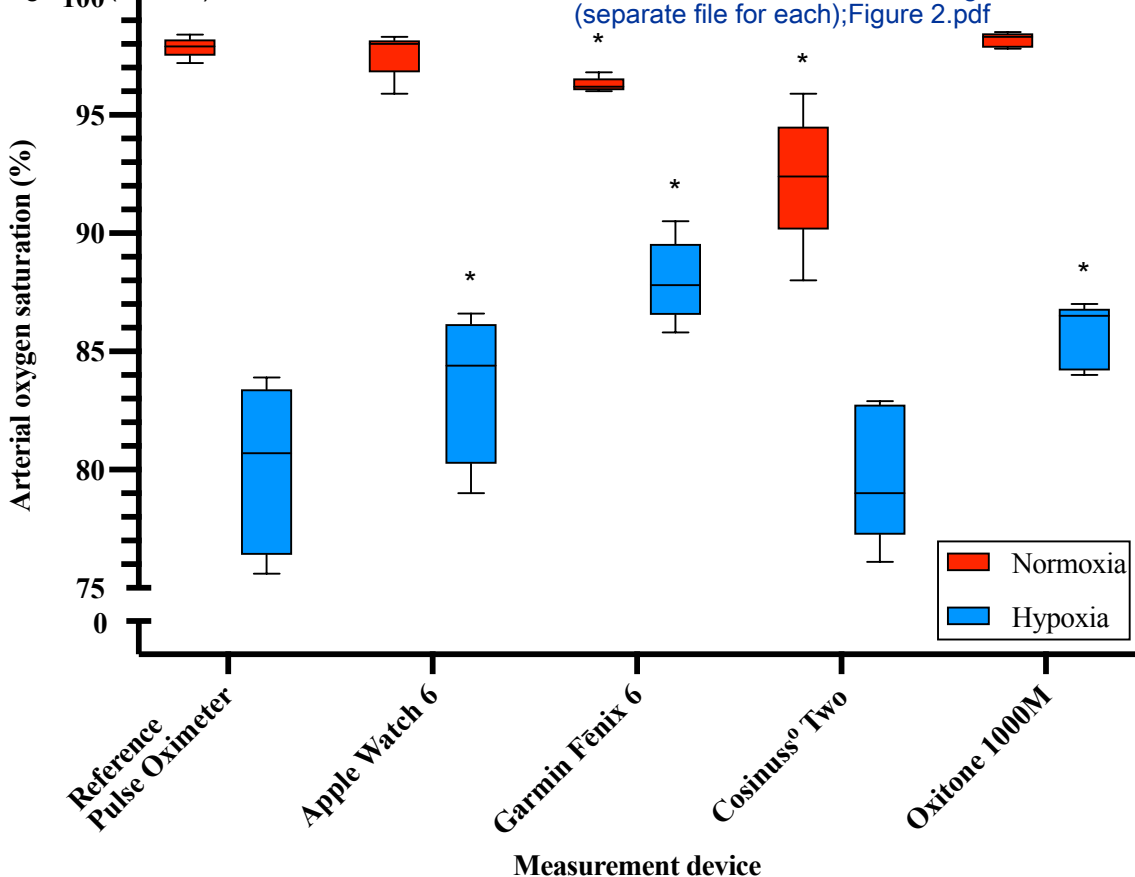 (separate file for each);Figure 2.pdf
100
95
90
85
80
75
0
Arterial oxygen saturation (%)
*
*
*
*
*
Normoxia
Hypoxia
Reference
Pulse Oximeter
Apple Watch 6
Garmin Fēnix 6
Cosinussº Two
Oxitone 1000M
Measurement device